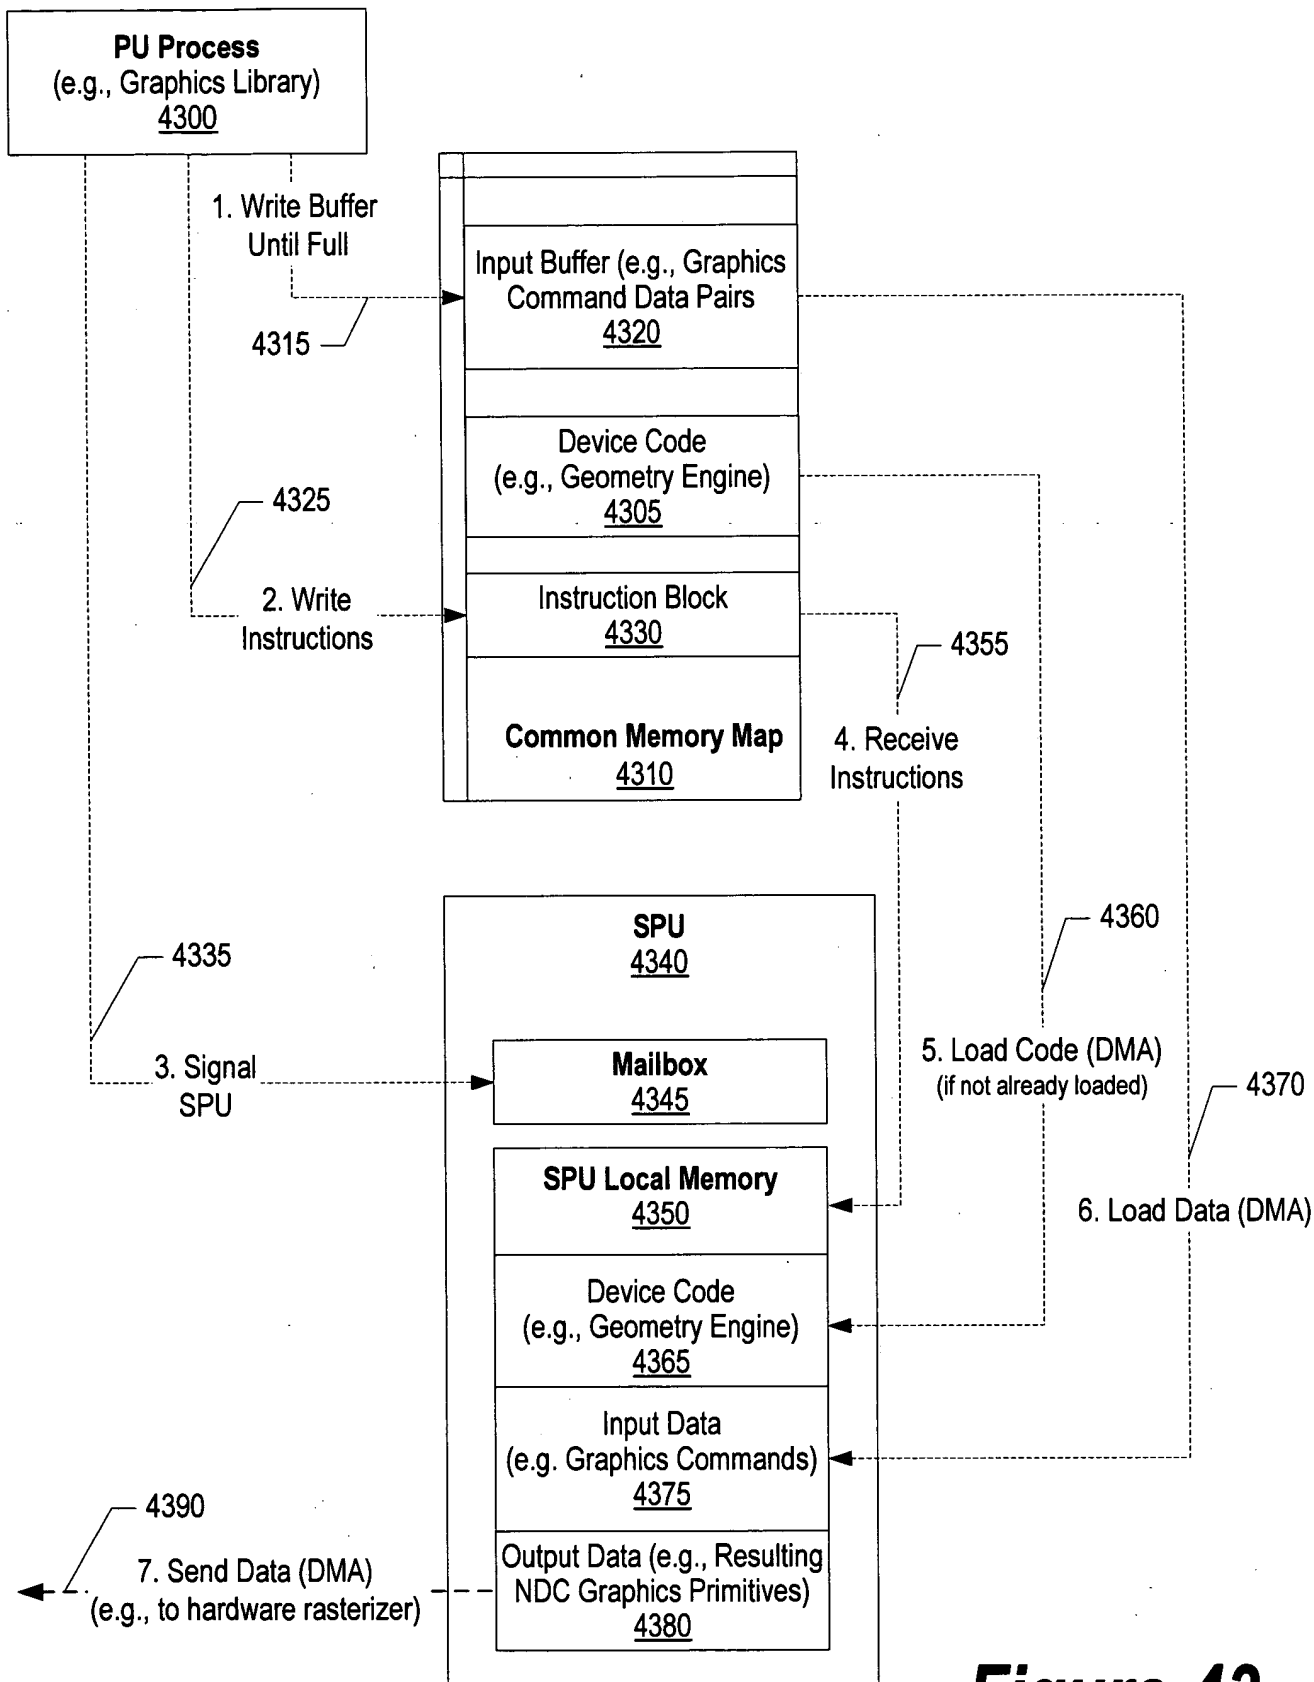 PU Process
(e.g., Graphics Library)
4300
1. Write Buffer
Until Full
4315
Input Buffer (e.g., Graphics
Command Data Pairs
4320
Device Code
(e.g., Geometry Engine)
4305
4325
2. Write
Instructions
Instruction Block
4330
4355
Common Memory Map
4310
4. Receive
Instructions
SPU
4340
4360
4335
3. Signal
SPU
Mailbox
4345
5. Load Code (DMA)
(if not already loaded)
4370
SPU Local Memory
4350
6. Load Data (DMA)
Device Code
(e.g., Geometry Engine)
4365
Input Data
(e.g. Graphics Commands)
4375
4390
7. Send Data (DMA)
(e.g., to hardware rasterizer)
Output Data (e.g., Resulting
NDC Graphics Primitives)
4380